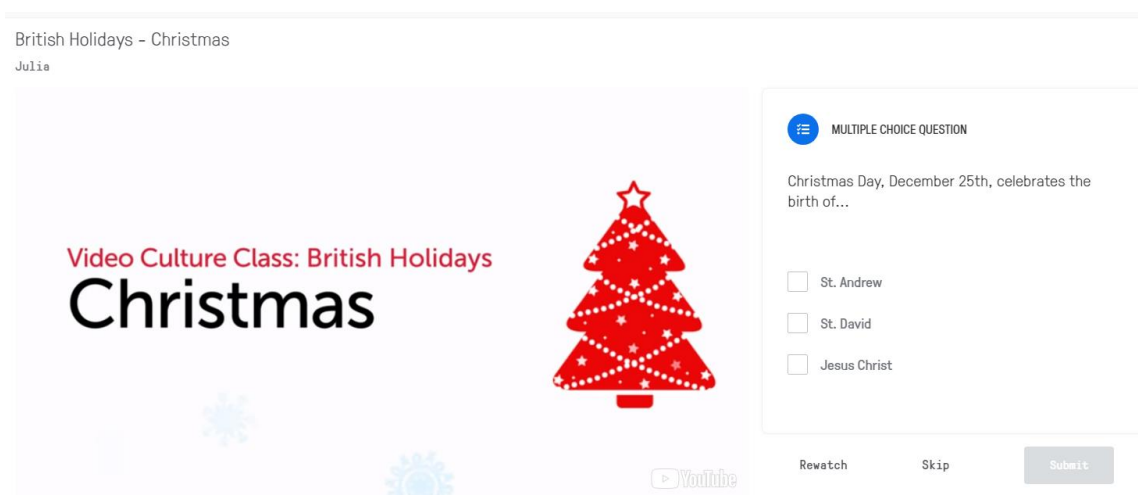 British Holidays - Christmas
Julia
Video Culture Class: British Holidays
Christmas
YouTube
MULTIPLE CHOICE QUESTION
Christmas Day, December 25th, celebrates the
birth of...
St. Andrew
St. David
Jesus Christ
Rewatch
Skip
Submit